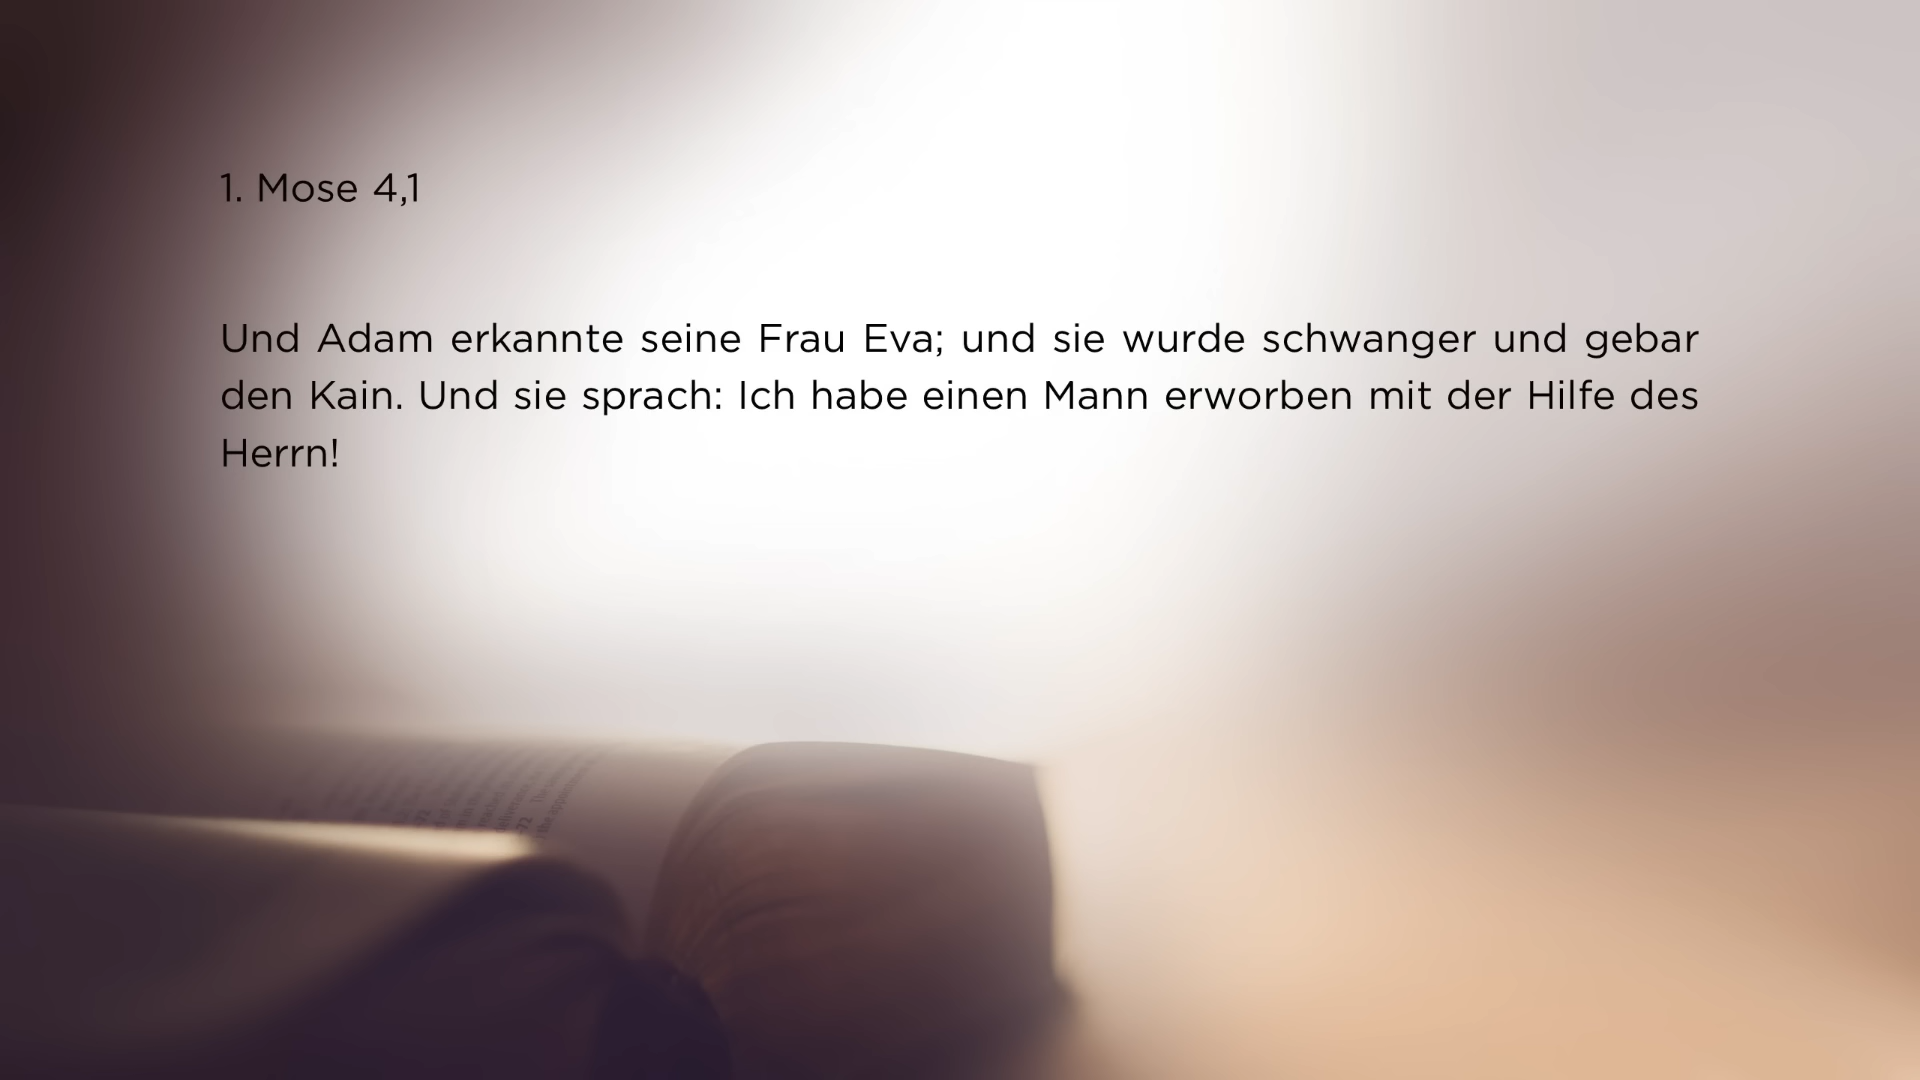 1. Mose 4,1
Und Adam erkannte seine Frau Eva; und sie wurde schwanger und gebar
den Kain. Und sie sprach: Ich habe einen Mann erworben mit der Hilfe des
Herrn!